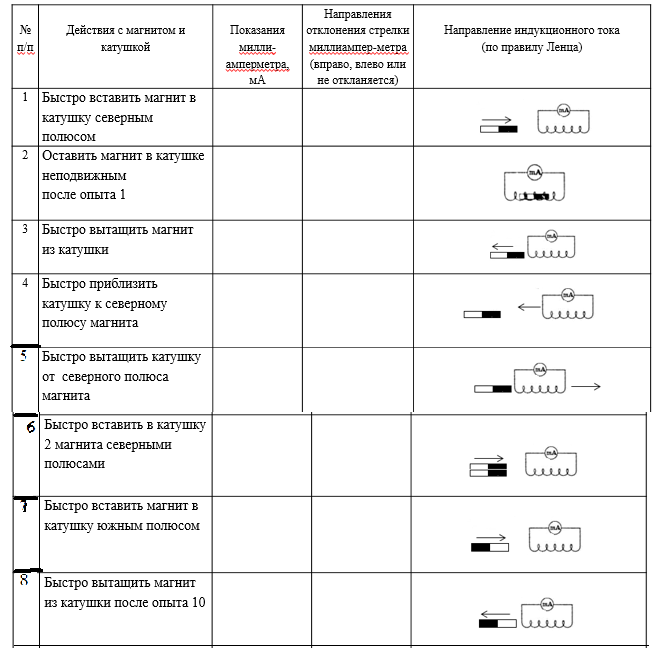 №
п/п
Действия с магнитом и
катушкой
Показания
милли-
амперметра,
мА
Направления
отклонения стрелки
миллиампер-метра
(вправо, влево или
не откланяется)
Направление индукционного тока
(по правилу Ленца)
1
Быстро вставить магнит в
катушку северным
полюсом
mA
2
Оставить магнит в катушке
неподвижным
после опыта 1
mA
3
Быстро вытащить магнит
из катушки
mA
4
Быстро приблизить
катушку к северному
полюсу магнита
mA
5
Быстро вытащить катушку
от северного полюса
магнита
mA
6
Быстро вставить в катушку
2 магнита северными
полюсами
mA
7
Быстро вставить магнит в
катушку южным полюсом
mA
8
Быстро вытащить магнит
из катушки после опыта 10
mA